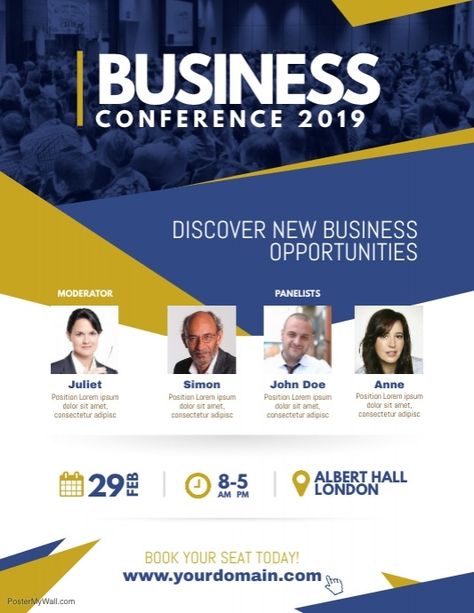 BUSINESS
CONFERENCE 2019
DISCOVER NEW BUSINESS
OPPORTUNITIES
MODERATOR
PANELISTS
Juliet
Position Lorem ipsum
dolor sit amet,
consectetur adipisc
Simon
Position Lorem ipsum
dolor sit amet,
consectetur adipisc
John Doe
Position Lorem ipsum
dolor sit amet,
consectetur adipisc
Anne
Position Lorem ipsum
dolor sit amet,
consectetur adipisc
29 FEB
8-5
AM PM
ALBERT HALL
LONDON
BOOK YOUR SEAT TODAY!
www.yourdomain.com
PosterMyWall.com